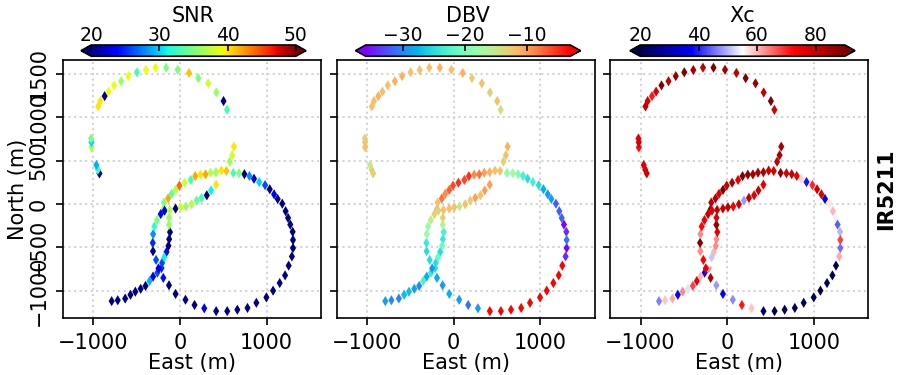 SNR DBV Xc
20 30 40 50 −30 −20 −10 20 40 60 80
North (m)
1500
1000
500
0
−500
−1000
−1000 0 1000 −1000 0 1000 −1000 0 1000
East (m) East (m) East (m)
IR5211